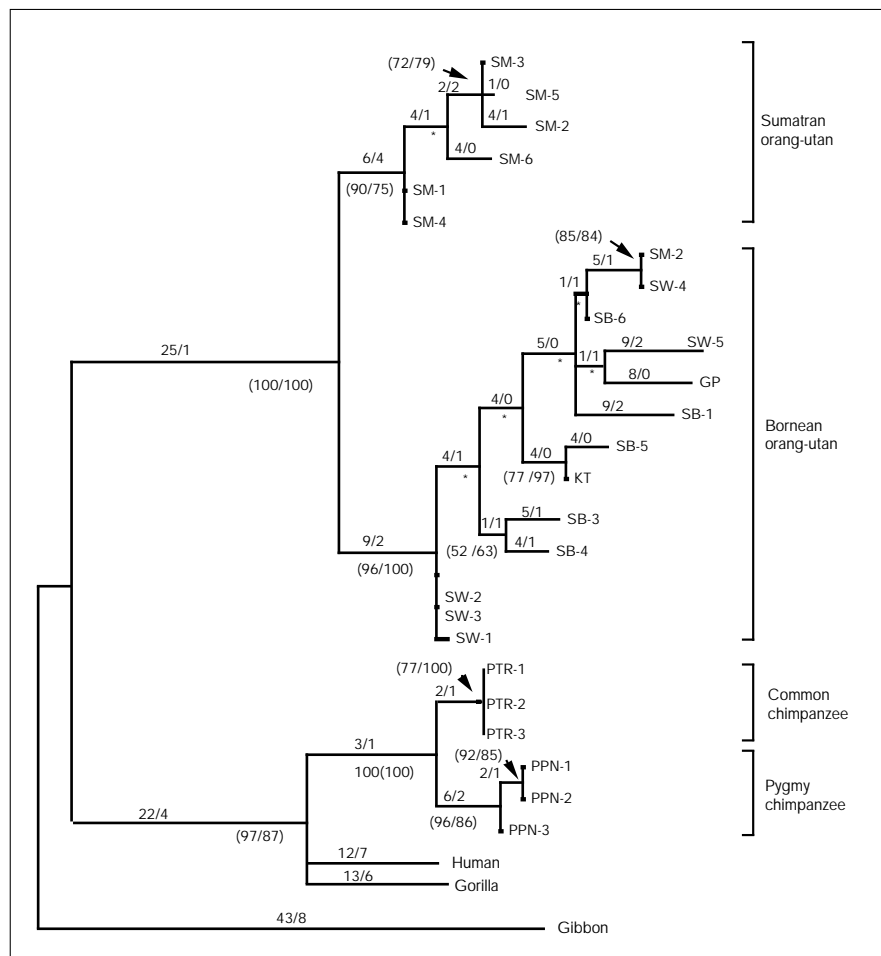 SM-3
(72/79)
2/2
1/0
SM-5
4/1
4/1
SM-2
*
4/0
SM-6
6/4
(90/75)
SM-1
SM-4
Sumatran
orang-utan
(85/84)
SM-2
5/1
1/1
SW-4
*
SB-6
5/0
*
9/2
SW-5
1/1
*
8/0
GP
25/1
(100/100)
4/0
*
9/2
SB-1
Bornean
orang-utan
4/0
SB-5
4/1
*
4/0
(77 /97)
KT
5/1
SB-3
1/1
9/2
(52 /63)
4/1
SB-4
(96/100)
SW-2
SW-3
SW-1
(77/100)
PTR-1
2/1
PTR-2
PTR-3
Common
chimpanzee
3/1
100(100)
(92/85)
2/1
PPN-1
6/2
PPN-2
(96/86)
PPN-3
Pygmy
chimpanzee
22/4
(97/87)
12/7
Human
13/6
Gorilla
43/8
Gibbon